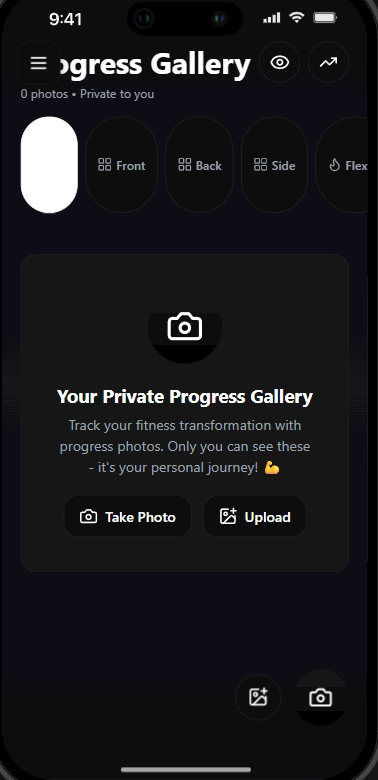 9:41
ogress Gallery
0 photos • Private to you
Front Back Side Flex
Your Private Progress Gallery
Track your fitness transformation with
progress photos. Only you can see these
- it's your personal journey! 💪
Take Photo Upload